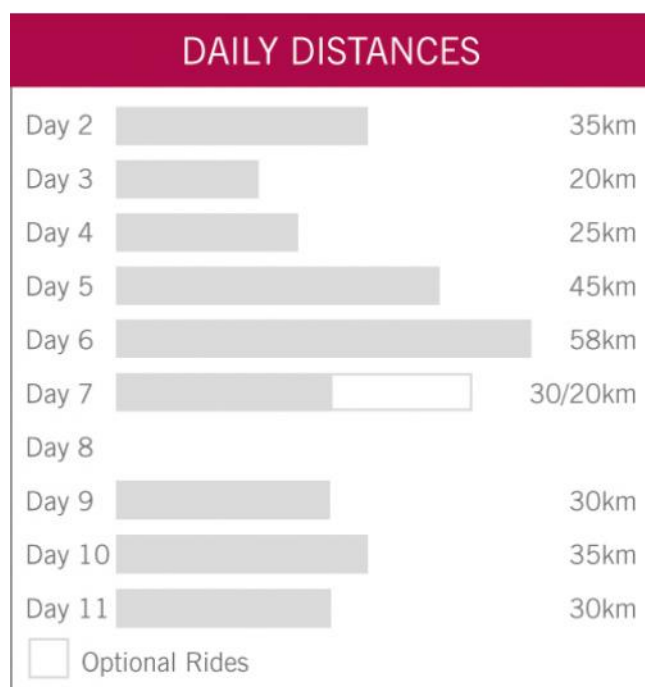 DAILY DISTANCES
Day 2 35km
Day 3 20km
Day 4 25km
Day 5 45km
Day 6 58km
Day 7 30/20km
Day 8
Day 9 30km
Day 10 35km
Day 11 30km
Optional Rides